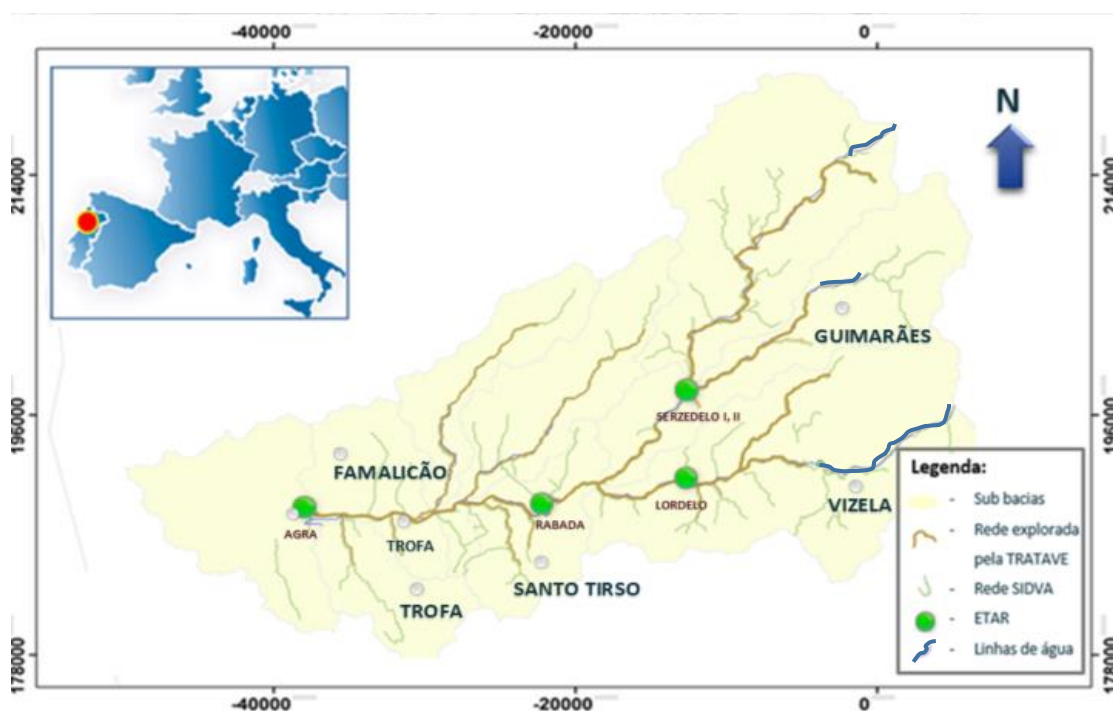 -40000 -20000 0
214000 214000
N
GUIMARÃES
SERZEDELO I, II
196000 196000
FAMALICÃO
LORDELO
VIZELA
RABADA
AGRA
TROFA
SANTO TIRSO
TROFA
Legenda:
- Sub bacias
- Rede explorada
pela TRATAVE
- Rede SIDVA
- ETAR
- Linhas de água
178000 178000
-40000 -20000 0